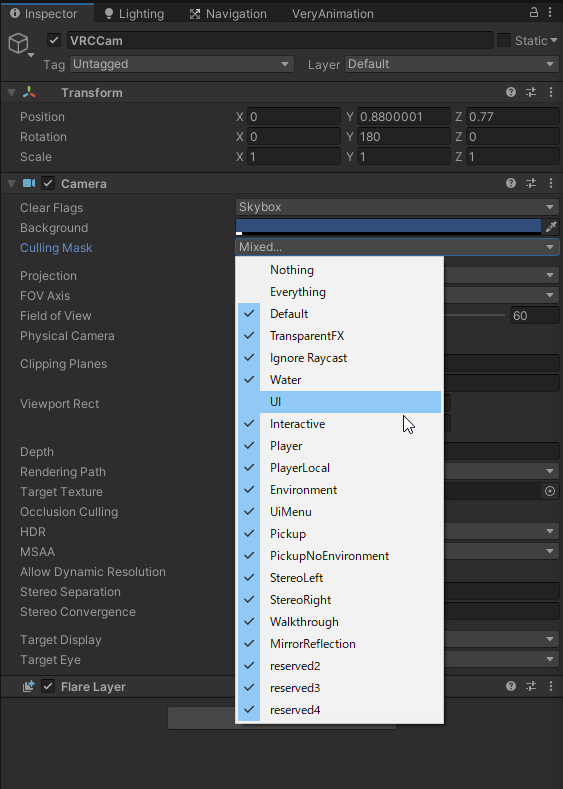 Inspector Lighting Navigation VeryAnimation
VRCCam Static
Tag Untagged Layer Default
Transform
Position X 0 Y 0.8800001 Z 0.77
Rotation X 0 Y 180 Z 0
Scale X 1 Y 1 Z 1
Camera
Clear Flags Skybox
Background
Culling Mask Mixed...
Nothing
Projection
Everything
FOV Axis
Default
Field of View 60
TransparentFX
Physical Camera
Ignore Raycast
Clipping Planes
Water
UI
Viewport Rect
Interactive
Player
Depth
PlayerLocal
Rendering Path
Environment
Target Texture
UiMenu
Occlusion Culling
Pickup
HDR
PickupNoEnvironment
MSAA
Allow Dynamic Resolution
StereoLeft
Stereo Separation
StereoRight
Stereo Convergence
Walkthrough
Target Display
MirrorReflection
Target Eye
reserved2
Flare Layer
reserved3
reserved4